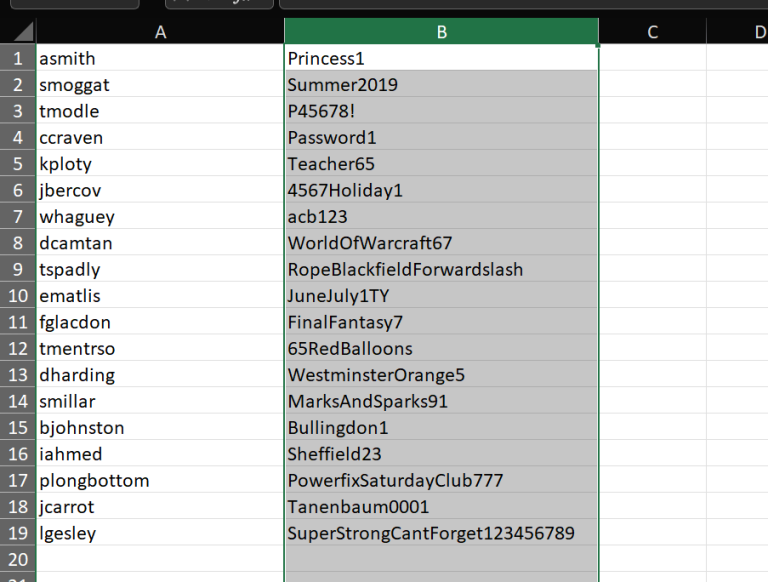 A B C D
1 asmith Princess1
2 smoggat Summer2019
3 tmodle P45678!
4 ccraven Password1
5 kploty Teacher65
6 jbercov 4567Holiday1
7 whaguey acb123
8 dcamtan WorldOfWarcraft67
9 tspadly RopeBlackfieldForwardslash
10 ematlis JuneJuly1TY
11 fglacdon FinalFantasy7
12 tmentrso 65RedBalloons
13 dharding WestminsterOrange5
14 smillar MarksAndSparks91
15 bjohnston Bullingdon1
16 iahmed Sheffield23
17 plongbottom PowerfixSaturdayClub777
18 jcarrot Tanenbaum0001
19 lgesley SuperStrongCantForget123456789
20